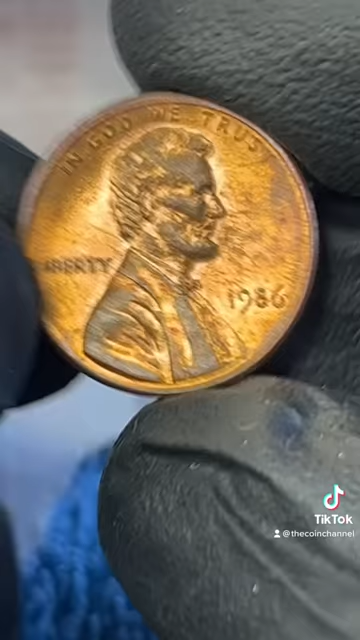 IN GOD WE TRUST
LIBERTY
1986
TikTok
@thecoinchannel